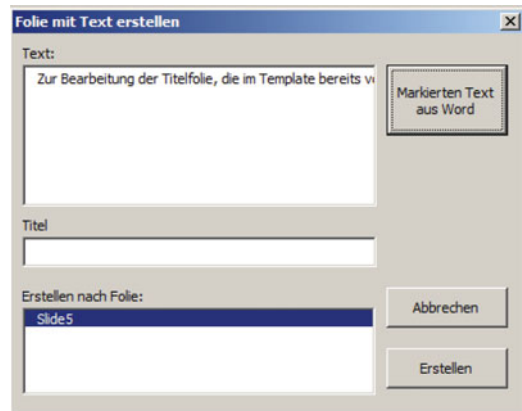 Folie mit Text erstellen
Text:
Zur Bearbeitung der Titelfolie, die im Template bereits
Markierten Text
aus Word
Titel
Erstellen nach Folie:
Slide5
Abbrechen
Erstellen